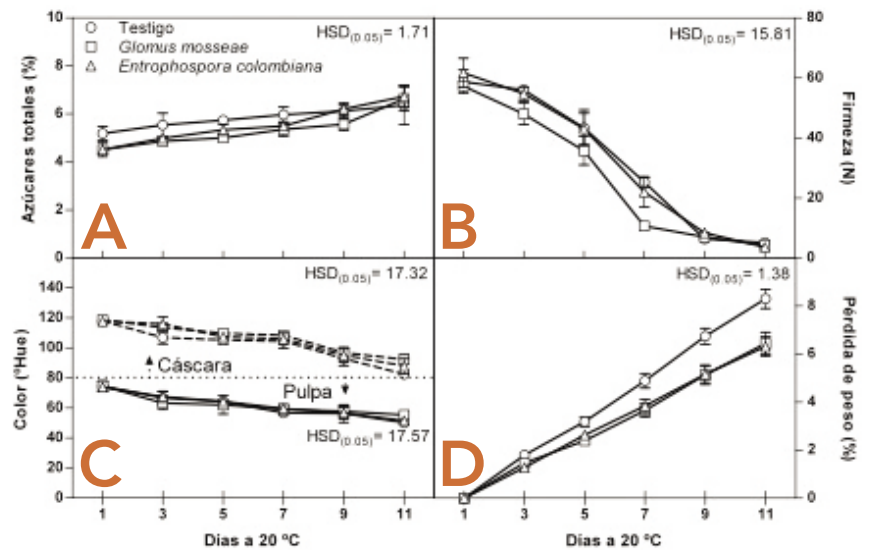 10
8
6
4
2
0
Azúcares totales (%)
Testigo
Glomus mosseae
Entrophospora colombiana
HSD(0.05)= 1.71
A
HSD(0.05)= 15.81
80
60
40
20
0
Firmeza (N)
B
140
120
100
80
60
40
20
0
Color (ºHue)
HSD(0.05)= 17.32
Cáscara
Pulpa
HSD(0.05)= 17.57
C
1 3 5 7 9 11
Dias a 20 ºC
HSD(0.05)= 1.38
8
6
4
2
0
Pérdida de peso (%)
D
1 3 5 7 9 11
Dias a 20 ºC